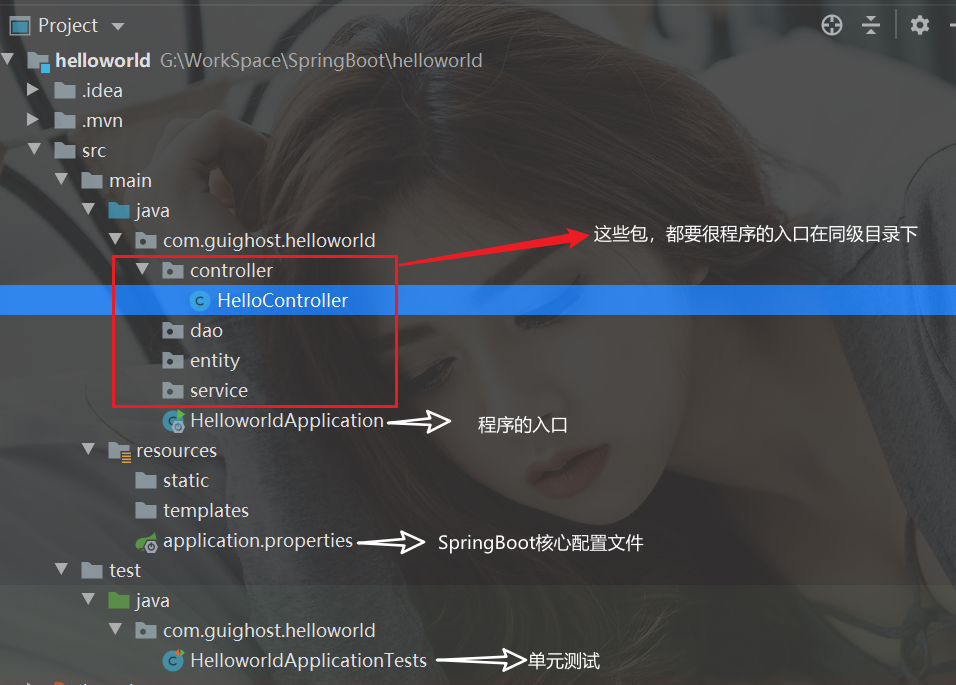 Project
helloworld G:\WorkSpace\SpringBoot\helloworld
.idea
.mvn
src
main
java
com.guighost.helloworld
这些包，都要很程序的入口在同级目录下
controller
HelloController
dao
entity
service
HelloworldApplication 程序的入口
resources
static
templates
application.properties SpringBoot核心配置文件
test
java
com.guighost.helloworld
HelloworldApplicationTests 单元测试